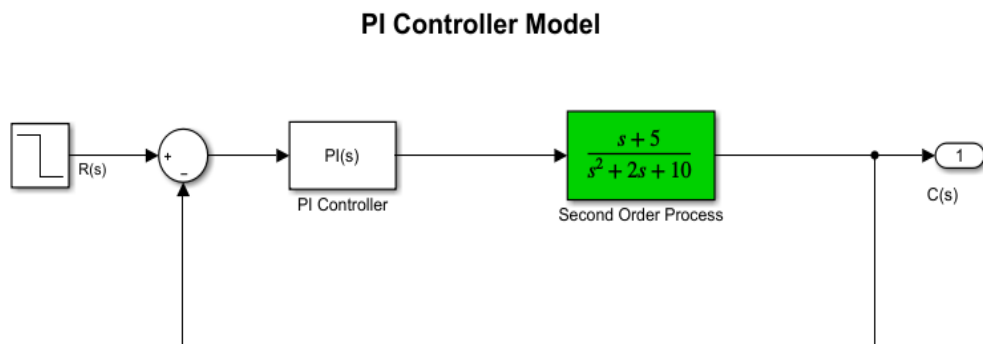 PI Controller Model
R(s)
+
−
PI(s)
PI Controller
s + 5
s² + 2s + 10
Second Order Process
1
C(s)